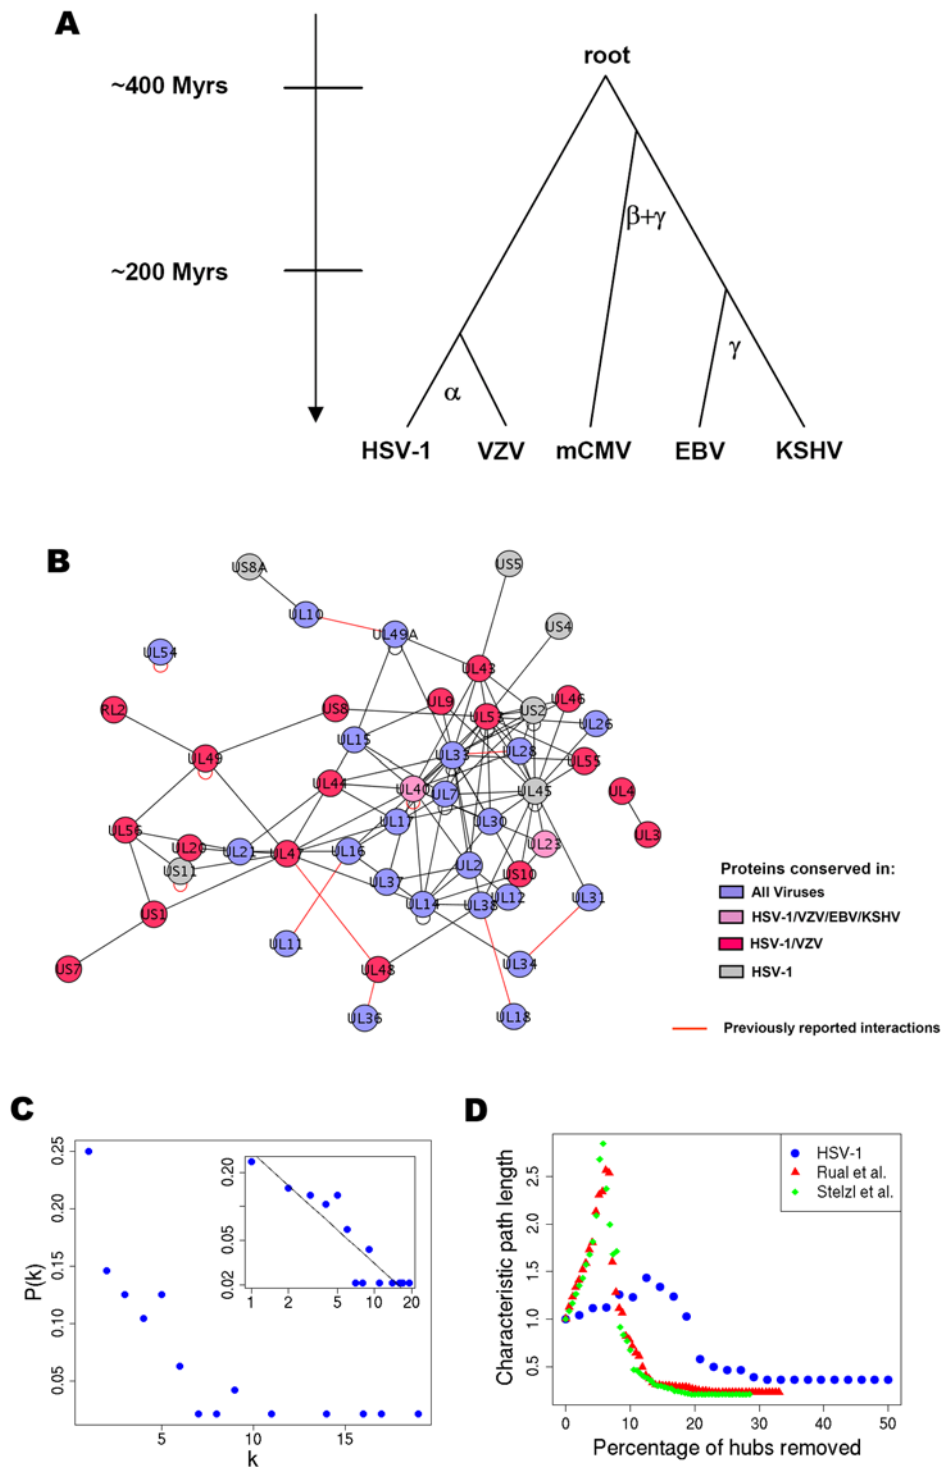 A
root
~400 Myrs
β+γ
~200 Myrs
γ
α
HSV-1 VZV mCMV EBV KSHV
B
US8A
US5
UL10
US4
UL49A
UL54
UL43
UL9
UL46
RL2
US8
UL5?
US2
UL26
UL15
UL33
UL28
UL49
UL55
UL44
UL40
UL7
UL45
UL4
UL17
UL30
UL3
UL56
UL20
UL21
UL47
UL16
UL23
US11
UL37
UL2
US10
UL14
UL38
UL12
UL31
US1
UL11
US7
UL48
UL34
UL36
UL18
Proteins conserved in:
All Viruses
HSV-1/VZV/EBV/KSHV
HSV-1/VZV
HSV-1
Previously reported interactions
C
P(k)
0.25
0.20
0.15
0.10
0.05
5 10 15
k
0.20
0.05
0.02
1 2 5 10 20
D
Characteristic path length
2.5
2.0
1.5
1.0
0.5
0 10 20 30 40 50
Percentage of hubs removed
HSV-1
Rual et al.
Stelzl et al.